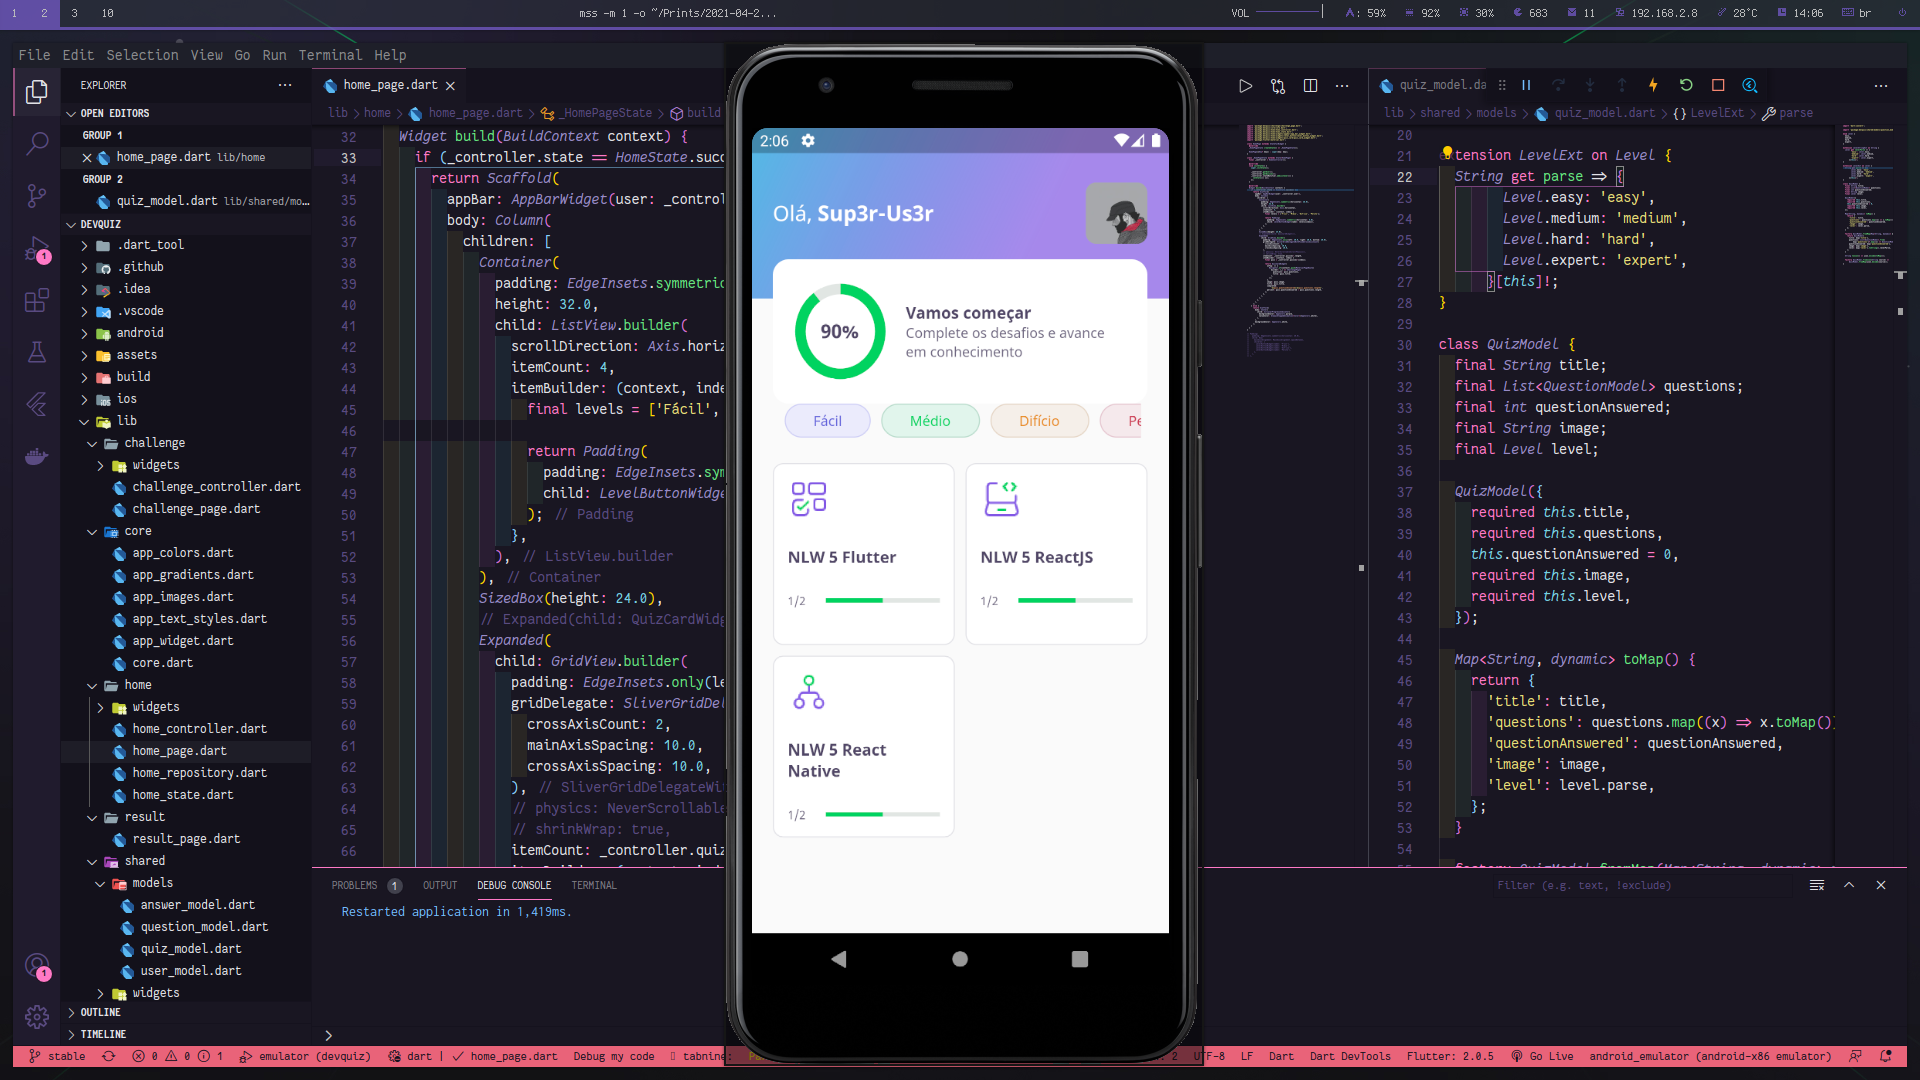 1 2 3 10
mss -m 1 -o ~/Prints/2021-04-2...
VOL
: 59% 92% 30% 683 11 192.168.2.8 28°C 14:06 br
File Edit Selection View Go Run Terminal Help
EXPLORER
OPEN EDITORS
GROUP 1
home_page.dart lib/home
GROUP 2
quiz_model.dart lib/shared/mo...
DEVQUIZ
.dart_tool
.github
.idea
.vscode
android
assets
build
ios
lib
challenge
widgets
challenge_controller.dart
challenge_page.dart
core
app_colors.dart
app_gradients.dart
app_images.dart
app_text_styles.dart
app_widget.dart
core.dart
home
widgets
home_controller.dart
home_page.dart
home_repository.dart
home_state.dart
result
result_page.dart
shared
models
answer_model.dart
question_model.dart
quiz_model.dart
user_model.dart
widgets
OUTLINE
TIMELINE
1
1
home_page.dart
lib > home > home_page.dart > _HomePageState > build
32 Widget build(BuildContext context) {
33 if (_controller.state == HomeState.succ
34 return Scaffold(
35 appBar: AppBarWidget(user: _contro
36 body: Column(
37 children: [
38 Container(
39 padding: EdgeInsets.symmetric
40 height: 32.0,
41 child: ListView.builder(
42 scrollDirection: Axis.horiz
43 itemCount: 4,
44 itemBuilder: (context, inde
45 final levels = ['Fácil',
46
47 return Padding(
48 padding: EdgeInsets.sym
49 child: LevelButtonWidge
50 ); // Padding
51 },
52 ), // ListView.builder
53 ), // Container
54 SizedBox(height: 24.0),
55 // Expanded(child: QuizCardWidg
56 Expanded(
57 child: GridView.builder(
58 padding: EdgeInsets.only(le
59 gridDelegate: SliverGridDel
60 crossAxisCount: 2,
61 mainAxisSpacing: 10.0,
62 crossAxisSpacing: 10.0,
63 ), // SliverGridDelegateWi
64 // physics: NeverScrollable
65 // shrinkWrap: true,
66 itemCount: _controller.quiz
2:06
Olá, Sup3r-Us3r
90%
Vamos começar
Complete os desafios e avance
em conhecimento
Fácil Médio Difício Pe
NLW 5 Flutter
1/2
NLW 5 ReactJS
1/2
NLW 5 React
Native
1/2
quiz_model.da
lib > shared > models > quiz_model.dart > {} LevelExt > parse
20
21 tension LevelExt on Level {
22 String get parse => {
23 Level.easy: 'easy',
24 Level.medium: 'medium',
25 Level.hard: 'hard',
26 Level.expert: 'expert',
27 }[this]!;
28 }
29
30 class QuizModel {
31 final String title;
32 final List<QuestionModel> questions;
33 final int questionAnswered;
34 final String image;
35 final Level level;
36
37 QuizModel({
38 required this.title,
39 required this.questions,
40 this.questionAnswered = 0,
41 required this.image,
42 required this.level,
43 });
44
45 Map<String, dynamic> toMap() {
46 return {
47 'title': title,
48 'questions': questions.map((x) => x.toMap()
49 'questionAnswered': questionAnswered,
50 'image': image,
51 'level': level.parse,
52 };
53 }
54
PROBLEMS 1 OUTPUT DEBUG CONSOLE TERMINAL
Filter (e.g. text, !exclude)
Restarted application in 1,419ms.
stable 0 0 1 emulator (devquiz) dart | home_page.dart Debug my code tabnine: 2 UTF-8 LF Dart Dart DevTools Flutter: 2.0.5 Go Live android_emulator (android-x86 emulator)